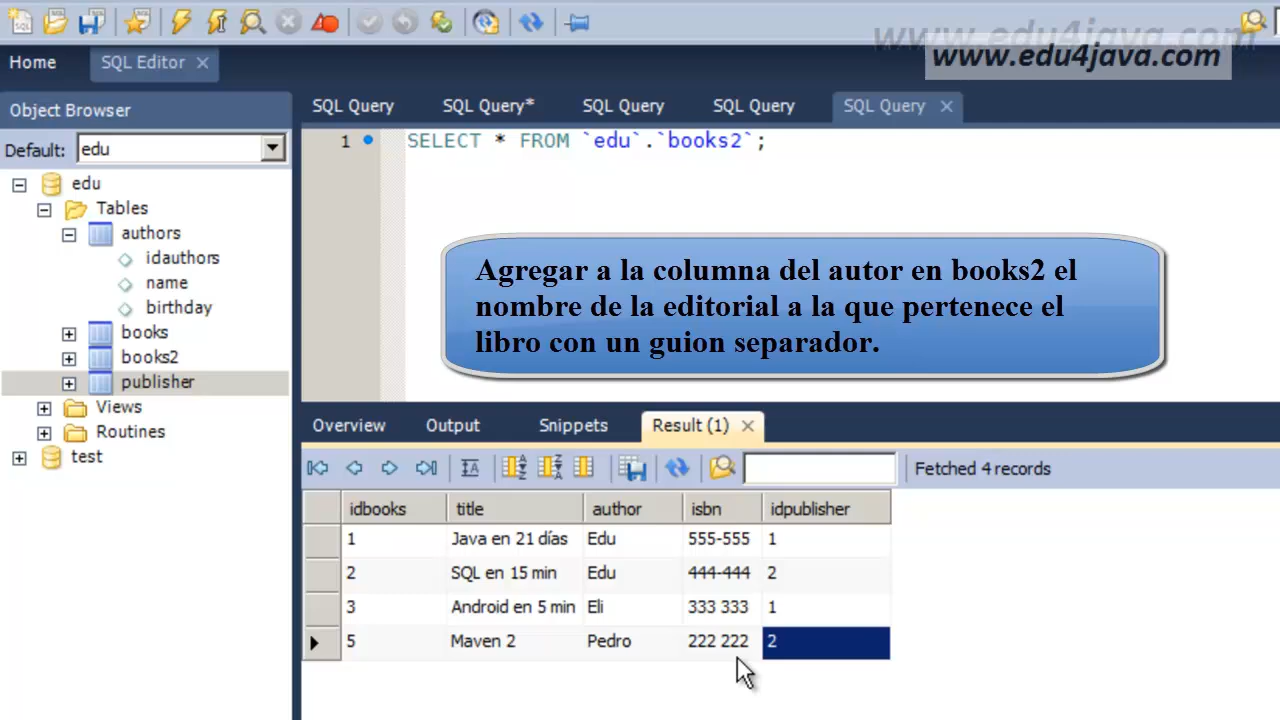 www.edu4java.com
www.edu4java.com
Home
SQL Editor
Object Browser
SQL Query
SQL Query*
SQL Query
SQL Query
SQL Query
Default: edu
1
SELECT * FROM `edu`.`books2`;
edu
Tables
authors
idauthors
name
birthday
books
books2
publisher
Views
Routines
test
Agregar a la columna del autor en books2 el
nombre de la editorial a la que pertenece el
libro con un guion separador.
Overview Output Snippets Result (1)
Fetched 4 records
idbooks title author isbn idpublisher
1 Java en 21 días Edu 555-555 1
2 SQL en 15 min Edu 444-444 2
3 Android en 5 min Eli 333 333 1
5 Maven 2 Pedro 222 222 2